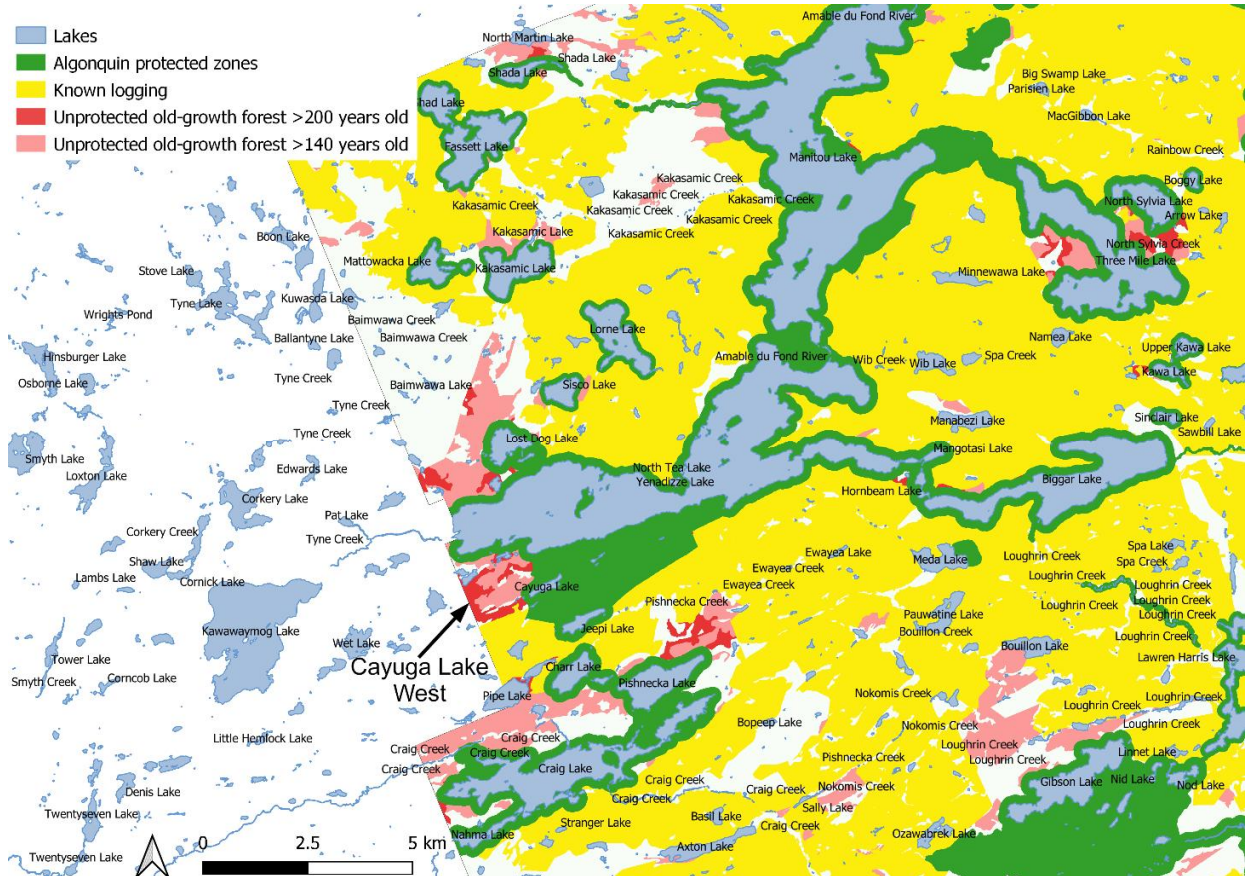 Lakes
Algonquin protected zones
Known logging
Unprotected old-growth forest >200 years old
Unprotected old-growth forest >140 years old
Amable du Fond River
North Martin Lake
Shada Lake
Shada Lake
Big Swamp Lake
Parisien Lake
had Lake
MacGibbon Lake
Fassett Lake
Manitou Lake
Rainbow Creek
Kakasamic Creek
Boggy Lake
Kakasamic Creek
Kakasamic Creek
Kakasamic Creek
North Sylvia Lake
Kakasamic Creek
Kakasamic Creek
Arrow Lake
Kakasamic Lake
Kakasamic Creek
Boon Lake
North Sylvia Creek
Mattowacka Lake
Kakasamic Lake
Three Mile Lake
Stove Lake
Minnewawa Lake
Tyne Lake
Kuwasda Lake
Wrights Pond
Baimwawa Creek
Lorne Lake
Ballantyne Lake
Baimwawa Creek
Namea Lake
Upper Kawa Lake
Hinsburger Lake
Amable du Fond River
Wib Creek
Wib Lake
Spa Creek
Kawa Lake
Osborne Lake
Tyne Creek
Baimwawa Lake
Sisco Lake
Tyne Creek
Manabezi Lake
Sinclair Lake
Sawbill Lake
Tyne Creek
Lost Dog Lake
Mangotasi Lake
Smyth Lake
Loxton Lake
Edwards Lake
North Tea Lake
Yenadizze Lake
Biggar Lake
Corkery Lake
Hornbeam Lake
Pat Lake
Corkery Creek
Tyne Creek
Shaw Lake
Ewayea Lake
Meda Lake
Loughrin Creek
Spa Lake
Spa Creek
Lambs Lake
Cornick Lake
Cayuga Lake
Ewayea Creek
Ewayea Creek
Loughrin Creek
Loughrin Creek
Loughrin Creek
Pishnecka Creek
Loughrin Creek
Loughrin Creek
Pauwatine Lake
Kawawaymog Lake
Jeepi Lake
Bouillon Creek
Loughrin Creek
Wet Lake
Bouillon Lake
Tower Lake
Cayuga Lake
West
Charr Lake
Lawren Harris Lake
Smyth Creek
Corncob Lake
Pishnecka Lake
Pipe Lake
Nokomis Creek
Loughrin Creek
Loughrin Creek
Bopeep Lake
Nokomis Creek
Loughrin Creek
Little Hemlock Lake
Craig Creek
Craig Creek
Craig Creek
Loughrin Creek
Linnet Lake
Pishnecka Creek
Loughrin Creek
Craig Creek
Craig Lake
Craig Creek
Nokomis Creek
Gibson Lake
Nid Lake
Nod Lake
Denis Lake
Craig Creek
Craig Creek
Sally Lake
Twentyseven Lake
Stranger Lake
Basil Lake
Craig Creek
Nahma Lake
Ozawabrek Lake
Axton Lake
Twentyseven Lake
0 2.5 5 km